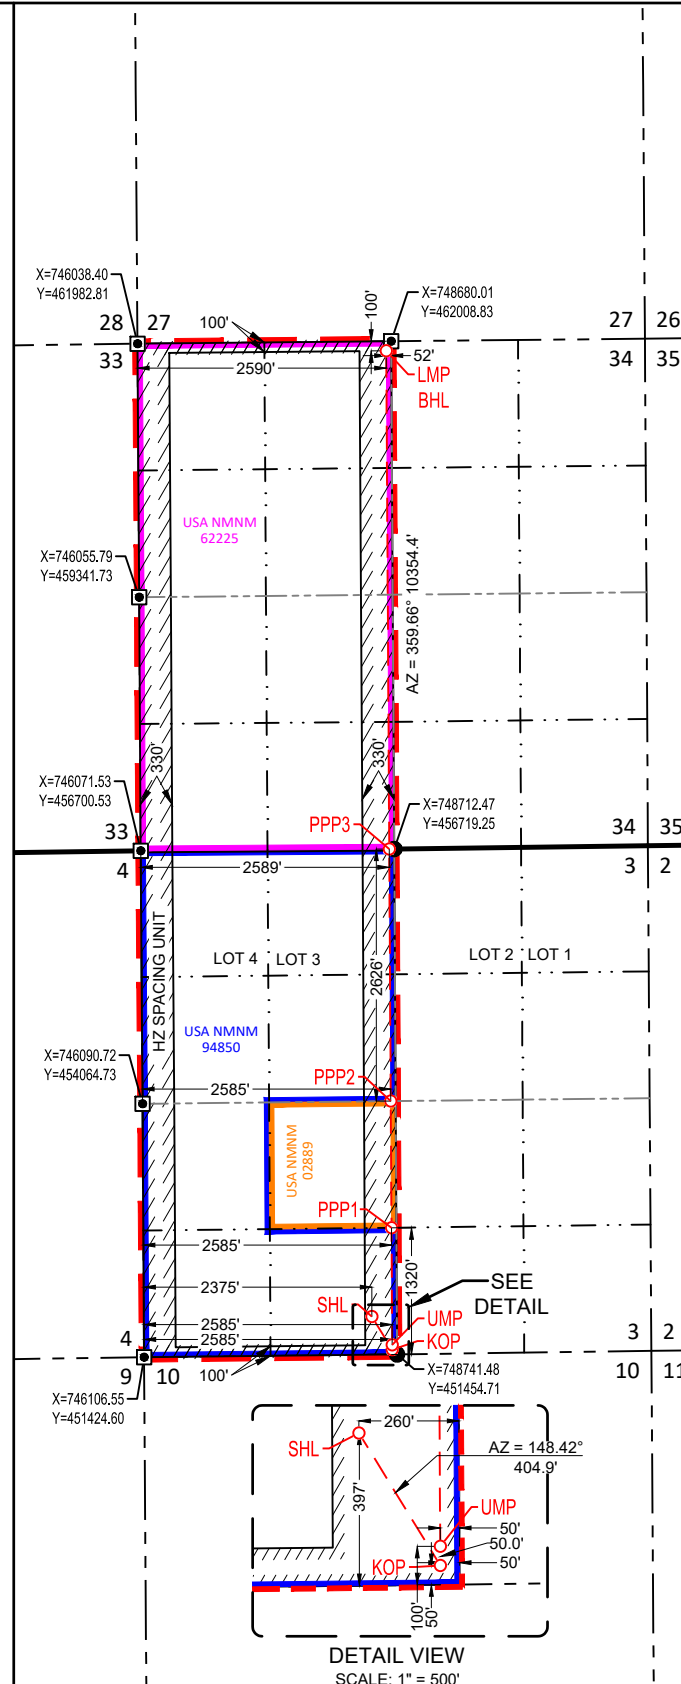 X=746038.40
Y=461982.81
X=748680.01
Y=462008.83
28 27
27 26
33
34 35
100'
100'
52'
2590'
LMP
BHL
USA NMNM
62225
AZ = 359.66° 10354.4'
X=746055.79
Y=459341.73
330'
330'
X=746071.53
Y=456700.53
X=748712.47
Y=456719.25
PPP3
33
34 35
4
3 2
2589'
HZ SPACING UNIT
LOT 4 LOT 3
LOT 2 LOT 1
2626'
USA NMNM
94850
X=746090.72
Y=454064.73
PPP2
2585'
USA NMNM
02889
PPP1
2585'
1320'
2375'
SEE
DETAIL
SHL
UMP
2585'
2585'
KOP
4
3 2
9 10
10 11
100'
X=748741.48
Y=451454.71
X=746106.55
Y=451424.60
260'
SHL
AZ = 148.42°
404.9'
397'
UMP
50'
50.0'
KOP
50'
100'
50'
DETAIL VIEW
SCALE: 1" = 500'